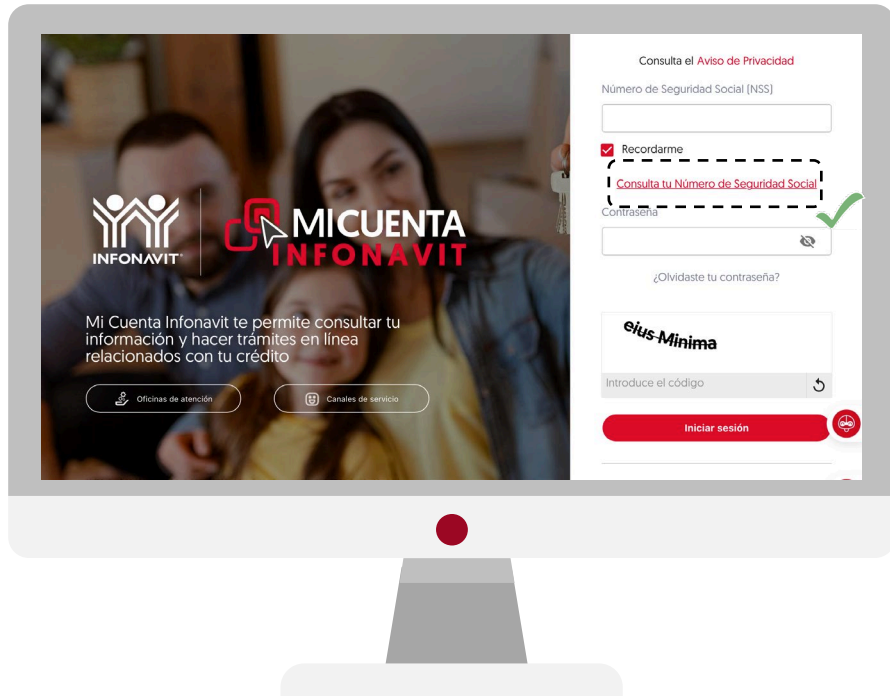 INFONAVIT
MI CUENTA
INFONAVIT
Mi Cuenta Infonavit te permite consultar tu
información y hacer trámites en línea
relacionados con tu crédito
Oficinas de atención
Canales de servicio
Consulta el Aviso de Privacidad
Número de Seguridad Social (NSS)
Recordarme
Consulta tu Número de Seguridad Social
Contraseña
¿Olvidaste tu contraseña?
eius Minima
Introduce el código
Iniciar sesión